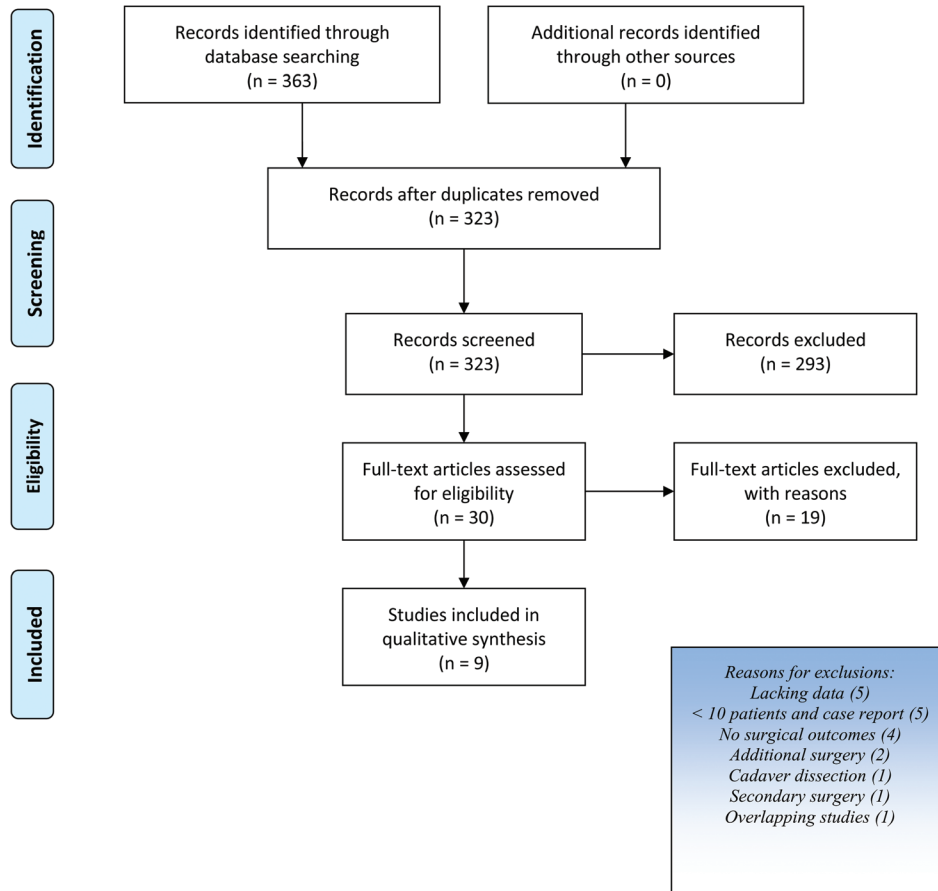 Identification
Records identified through
database searching
(n = 363)
Additional records identified
through other sources
(n = 0)
Records after duplicates removed
(n = 323)
Screening
Records screened
(n = 323)
Records excluded
(n = 293)
Eligibility
Full-text articles assessed
for eligibility
(n = 30)
Full-text articles excluded,
with reasons
(n = 19)
Included
Studies included in
qualitative synthesis
(n = 9)
Reasons for exclusions:
Lacking data (5)
< 10 patients and case report (5)
No surgical outcomes (4)
Additional surgery (2)
Cadaver dissection (1)
Secondary surgery (1)
Overlapping studies (1)